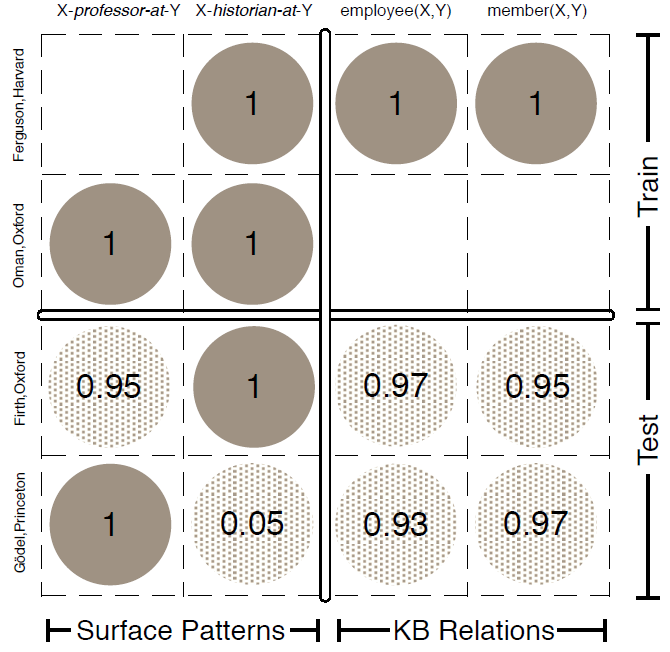 X-professor-at-Y X-historian-at-Y employee(X,Y) member(X,Y)
Ferguson,Harvard 1 1 1
Oman,Oxford 1 1
Firth,Oxford 0.95 1 0.97 0.95
Gödel,Princeton 1 0.05 0.93 0.97
Train
Test
Surface Patterns KB Relations